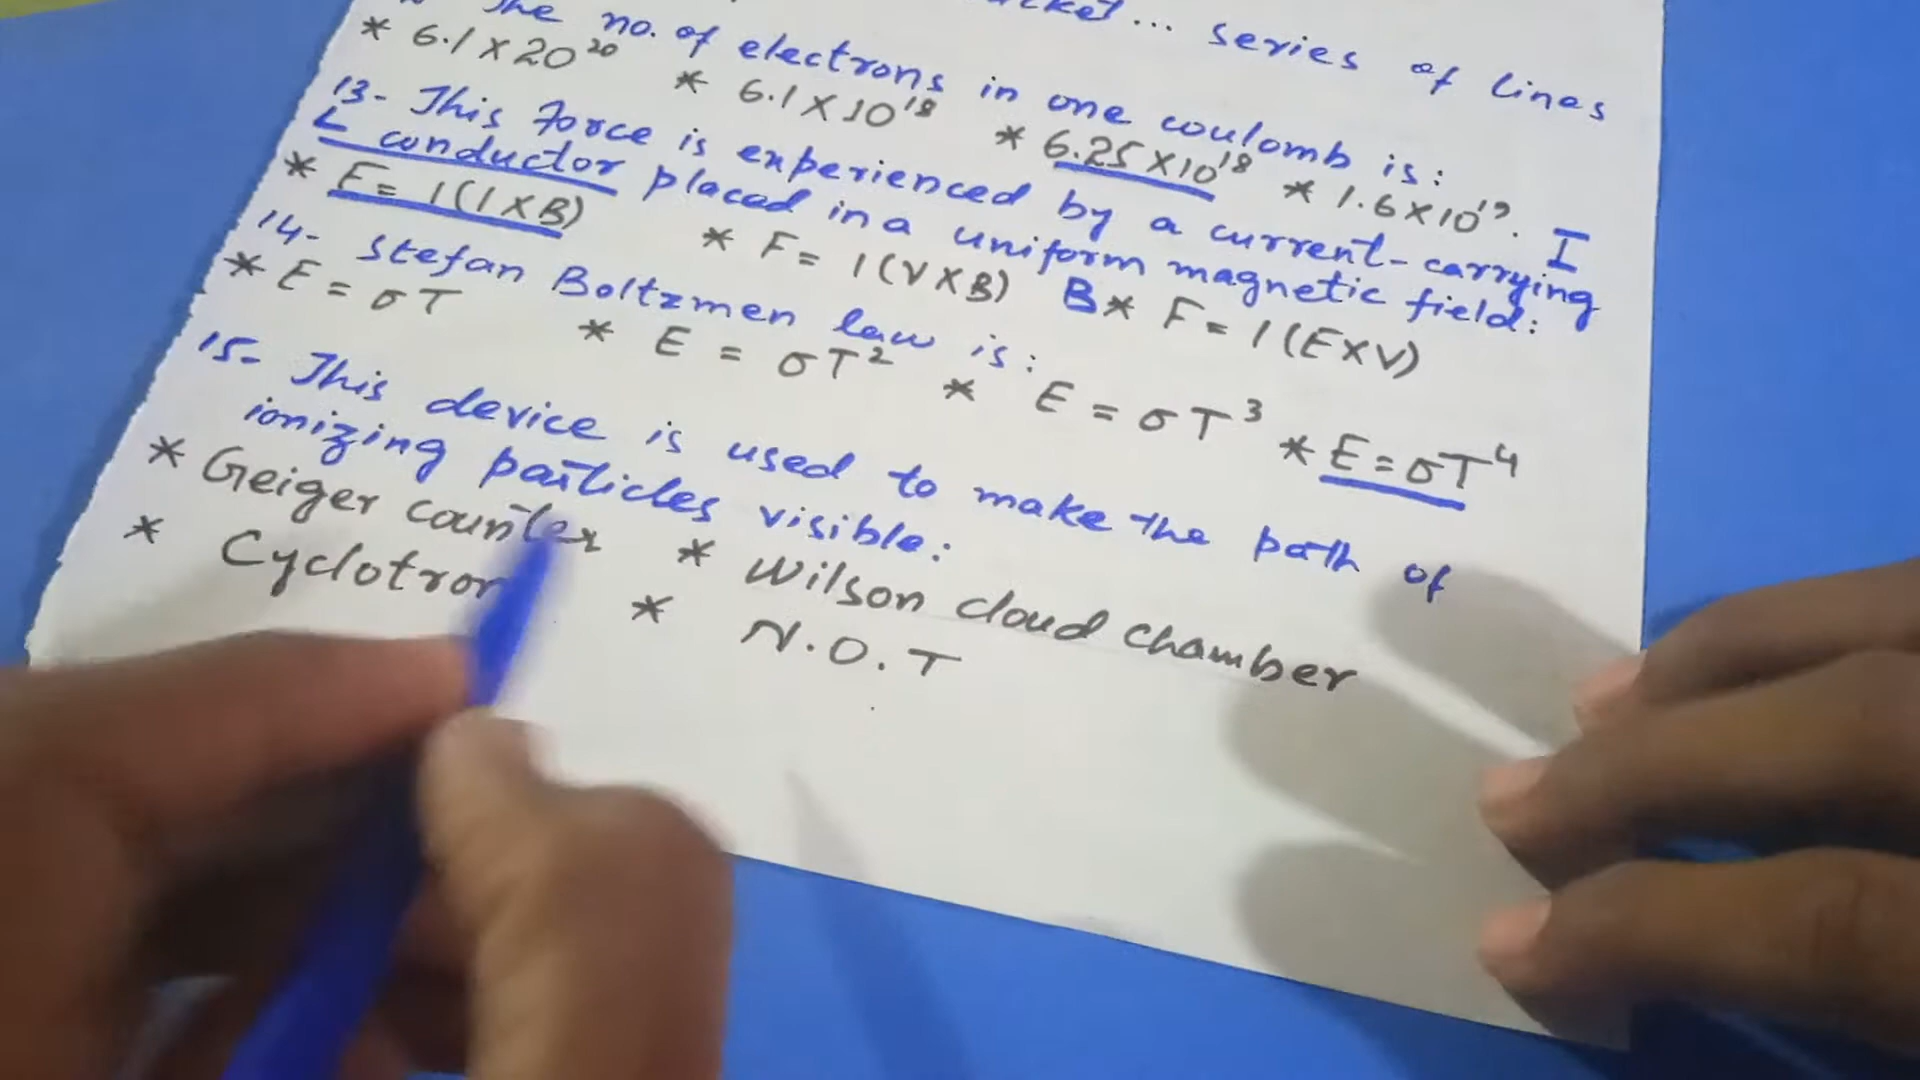 The no. of electrons in one coulomb is:
* 6.1 X 20²⁰ * 6.1 X 10¹⁸ * 6.25 X 10¹⁸ * 1.6 X 10¹⁹.
13- This Force is experienced by a current-carrying I
L conductor placed in a uniform magnetic field: B
* F = I(l X B) * F = I(V X B) * F = I(E X V)
14- Stefan Boltzmen law is:
* E = σT * E = σT² * E = σT³ * E = σT⁴
15- This device is used to make the path of
ionizing particles visible:
* Geiger counter * Wilson cloud chamber
* Cyclotron * N.O.T
series of lines